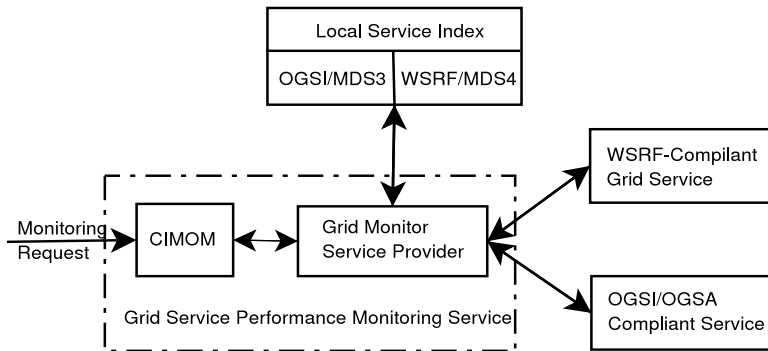 Local Service Index
OGSI/MDS3
WSRF/MDS4
WSRF-Compilant
Grid Service
Monitoring
Request
CIMOM
Grid Monitor
Service Provider
OGSI/OGSA
Compliant Service
Grid Service Performance Monitoring Service